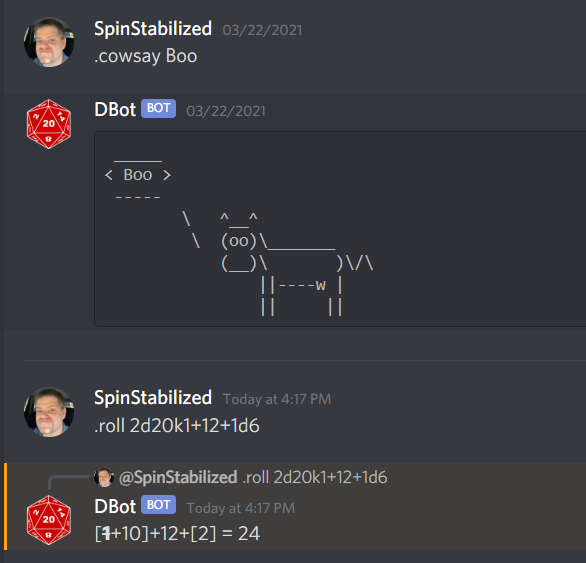 SpinStabilized 03/22/2021
.cowsay Boo
DBot BOT 03/22/2021
 _____
< Boo >
 -----
        \   ^__^
         \  (oo)\_______
            (__)\       )\/\
                ||----w |
                ||     ||
SpinStabilized Today at 4:17 PM
.roll 2d20k1+12+1d6
@SpinStabilized .roll 2d20k1+12+1d6
DBot BOT Today at 4:17 PM
[1+10]+12+[2] = 24